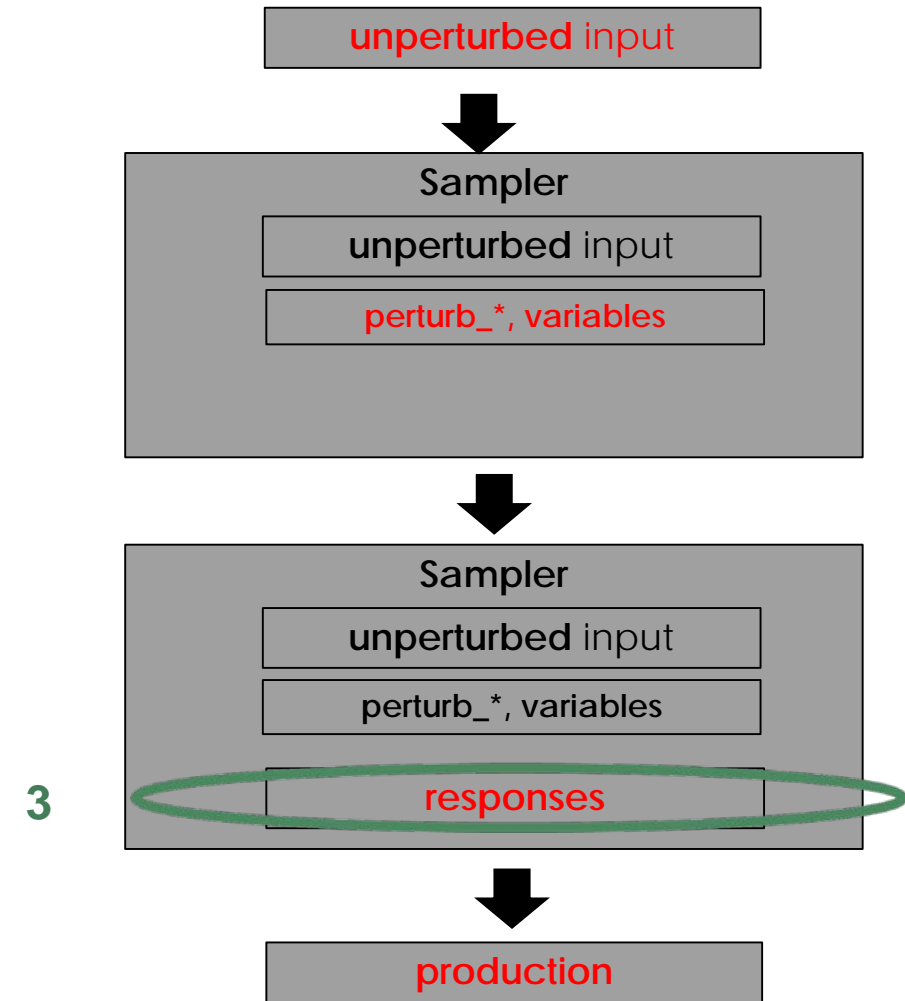 unperturbed input
Sampler
unperturbed input
perturb_*, variables
Sampler
unperturbed input
perturb_*, variables
3
responses
production